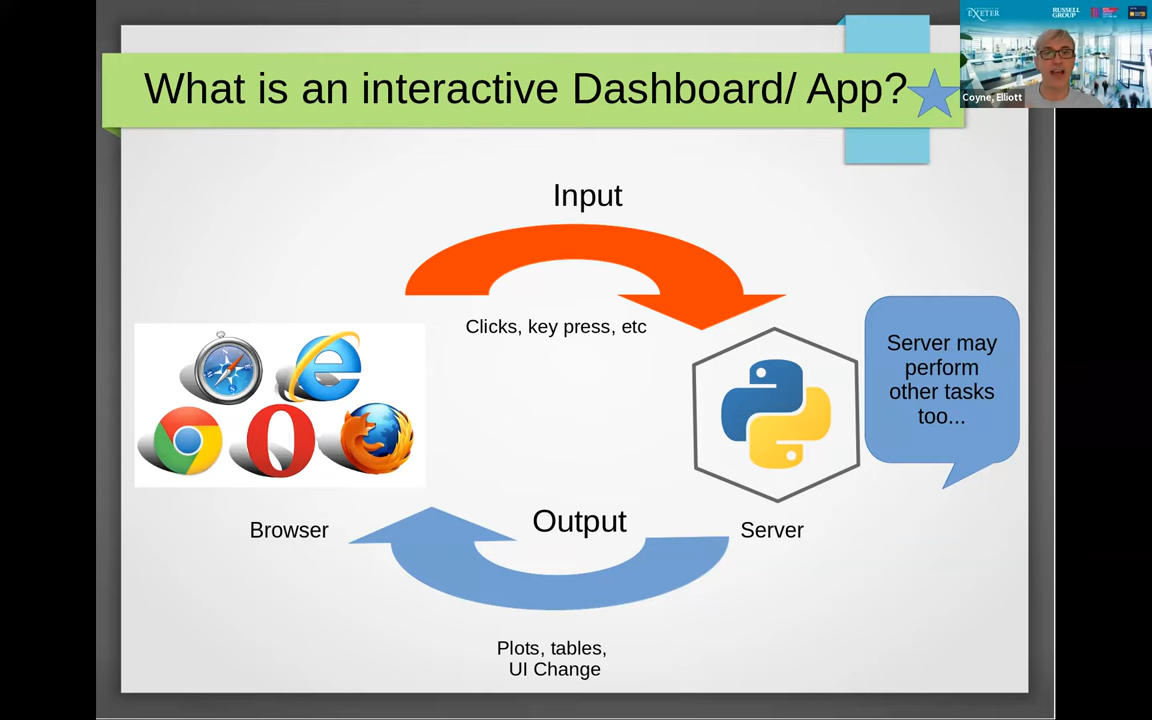 What is an interactive Dashboard/ App?
EXETER
RUSSELL
GROUP
Coyne, Elliott
Input
Clicks, key press, etc
Server may
perform
other tasks
too...
Browser
Output
Server
Plots, tables,
UI Change